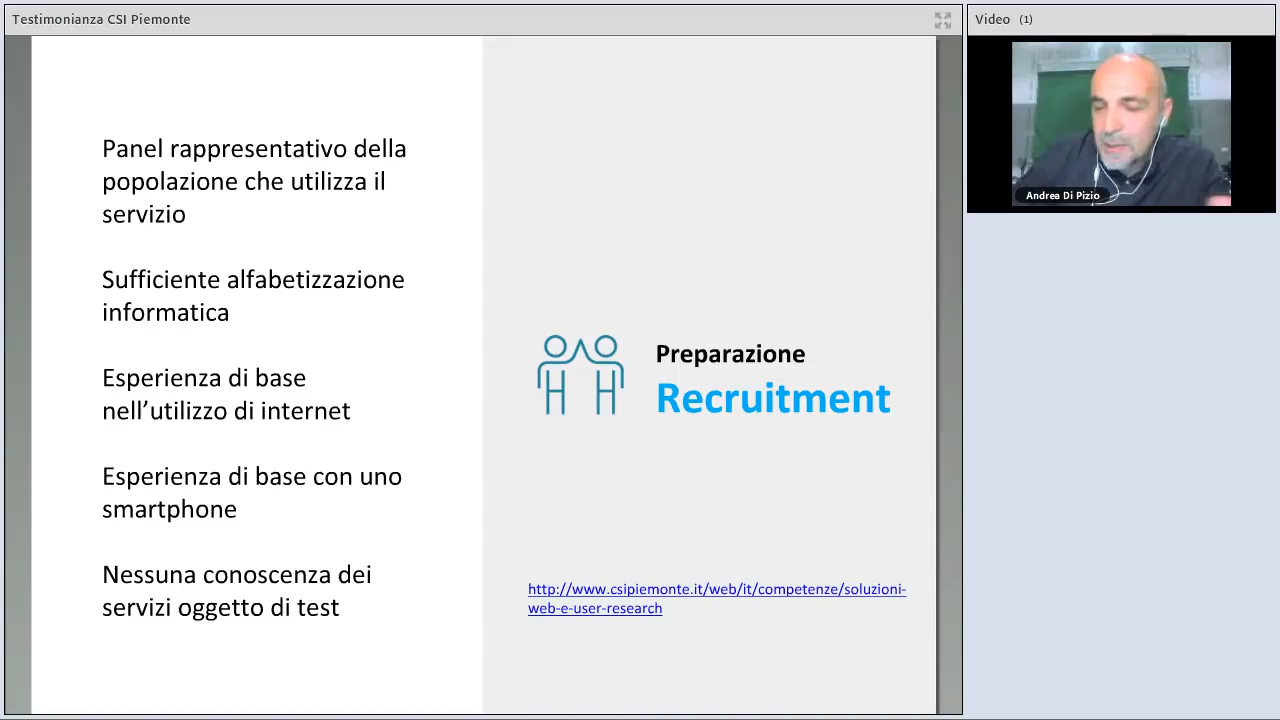 Testimonianza CSI Piemonte
Video (1)
Andrea Di Pizio
Panel rappresentativo della
popolazione che utilizza il
servizio
Sufficiente alfabetizzazione
informatica
Esperienza di base
nell’utilizzo di internet
Esperienza di base con uno
smartphone
Nessuna conoscenza dei
servizi oggetto di test
Preparazione
Recruitment
http://www.csipiemonte.it/web/it/competenze/soluzioni-
web-e-user-research